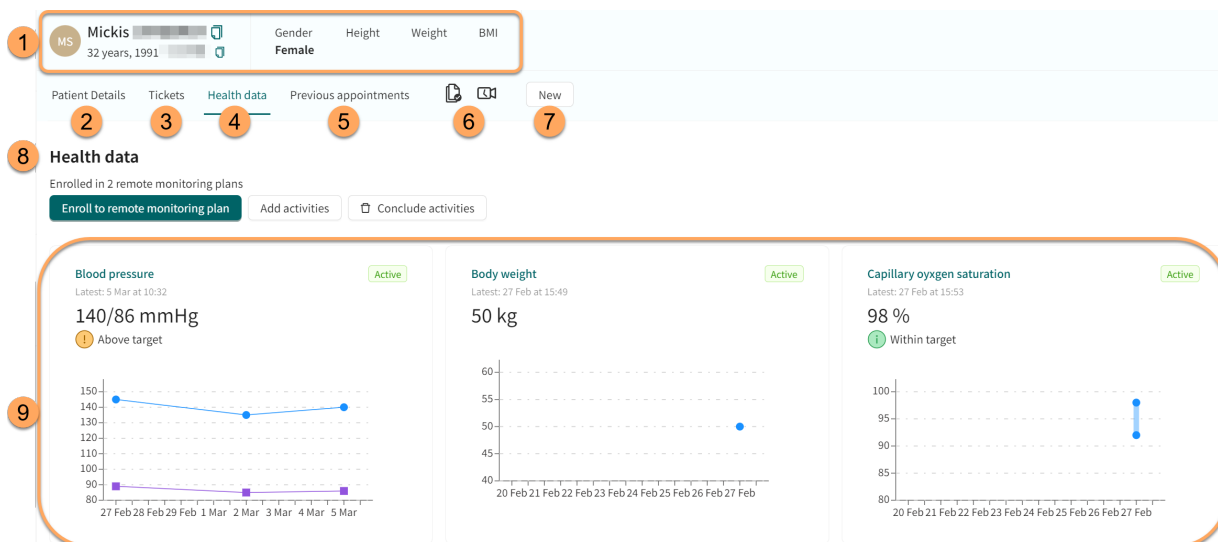 1
MS
Mickis
32 years, 1991
Gender Height Weight BMI
Female
Patient Details Tickets Health data Previous appointments New
2 3 4 5 6 7
8 Health data
Enrolled in 2 remote monitoring plans
Enroll to remote monitoring plan Add activities Conclude activities
9
Blood pressure Active
Latest: 5 Mar at 10:32
140/86 mmHg
! Above target
150
140
130
120
110
100
90
80
27 Feb 28 Feb 29 Feb 1 Mar 2 Mar 3 Mar 4 Mar 5 Mar
Body weight Active
Latest: 27 Feb at 15:49
50 kg
60
55
50
45
40
20 Feb 21 Feb 22 Feb 23 Feb 24 Feb 25 Feb 26 Feb 27 Feb
Capillary oyxgen saturation Active
Latest: 27 Feb at 15:53
98 %
i Within target
100
95
90
85
80
20 Feb 21 Feb 22 Feb 23 Feb 24 Feb 25 Feb 26 Feb 27 Feb